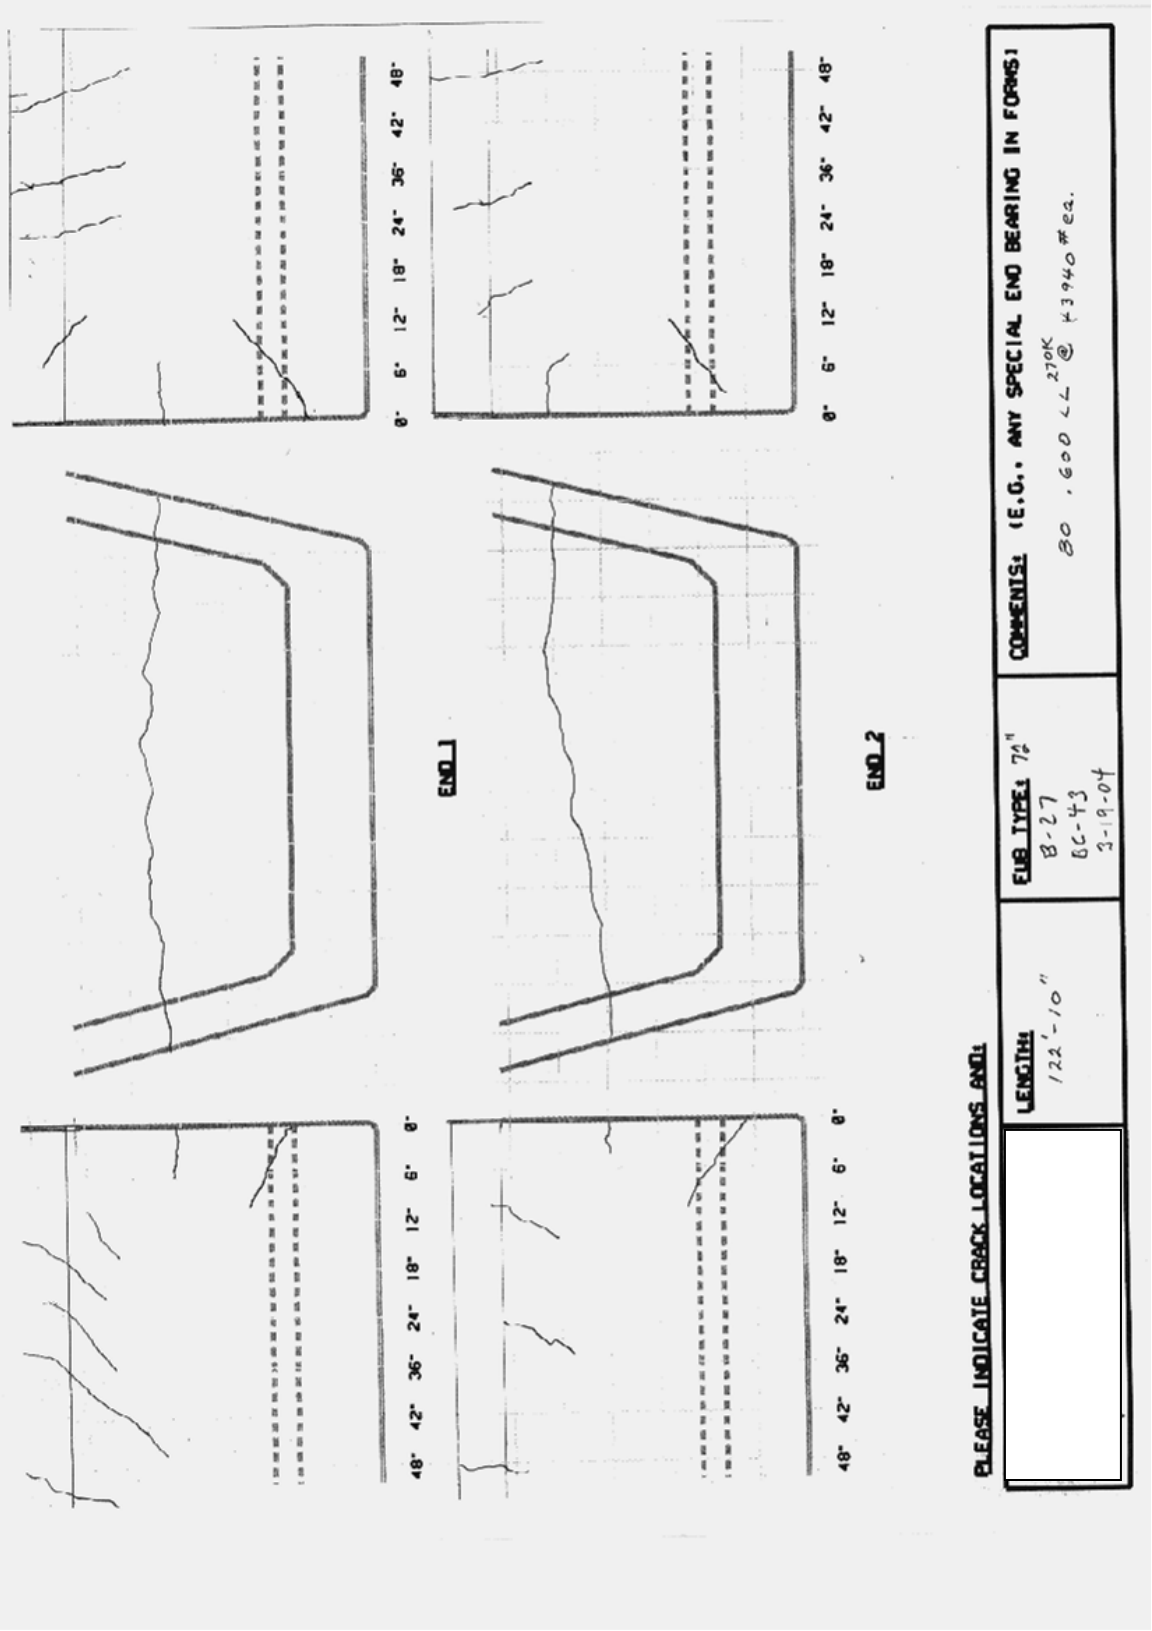 48" 42" 36" 24" 18" 12" 6" 0" 0" 6" 12" 18" 24" 36" 42" 48"
END 1
48" 42" 36" 24" 18" 12" 6" 0" 0" 6" 12" 18" 24" 36" 42" 48"
END 2
PLEASE INDICATE CRACK LOCATIONS AND:
LENGTH:
122'-10"
FUB TYPE: 72"
B-27
BC-43
3-19-04
COMMENTS: (E.G., ANY SPECIAL END BEARING IN FORMS)
80 .600 LL 270K @ 43940 # ea.